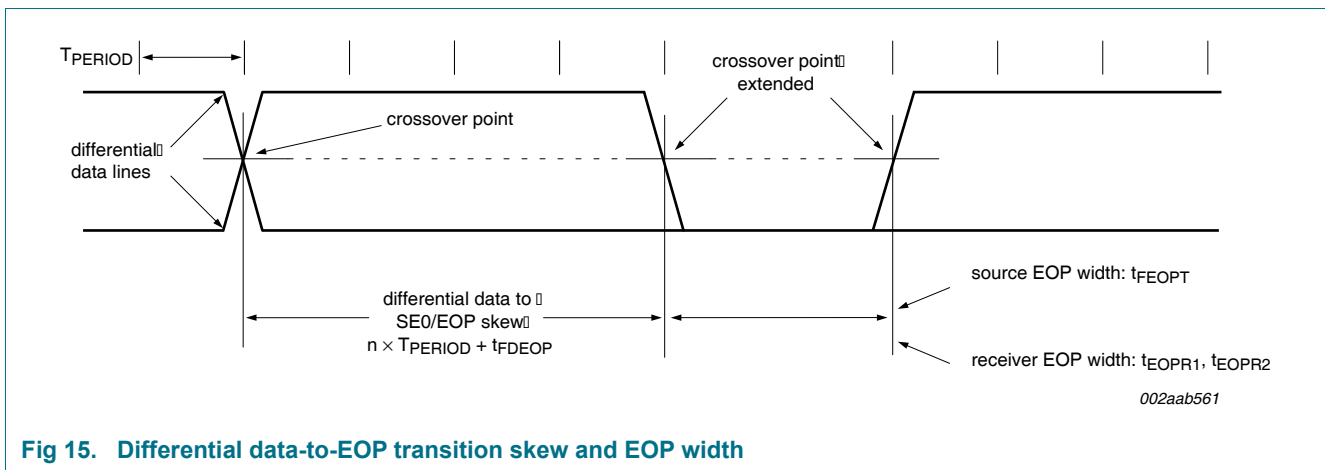 TPERIOD
crossover point▯
extended
crossover point
differential▯
data lines
source EOP width: tFEOPT
differential data to ▯
SE0/EOP skew▯
n × TPERIOD + tFDEOP
receiver EOP width: tEOPR1, tEOPR2
002aab561
Fig 15. Differential data-to-EOP transition skew and EOP width